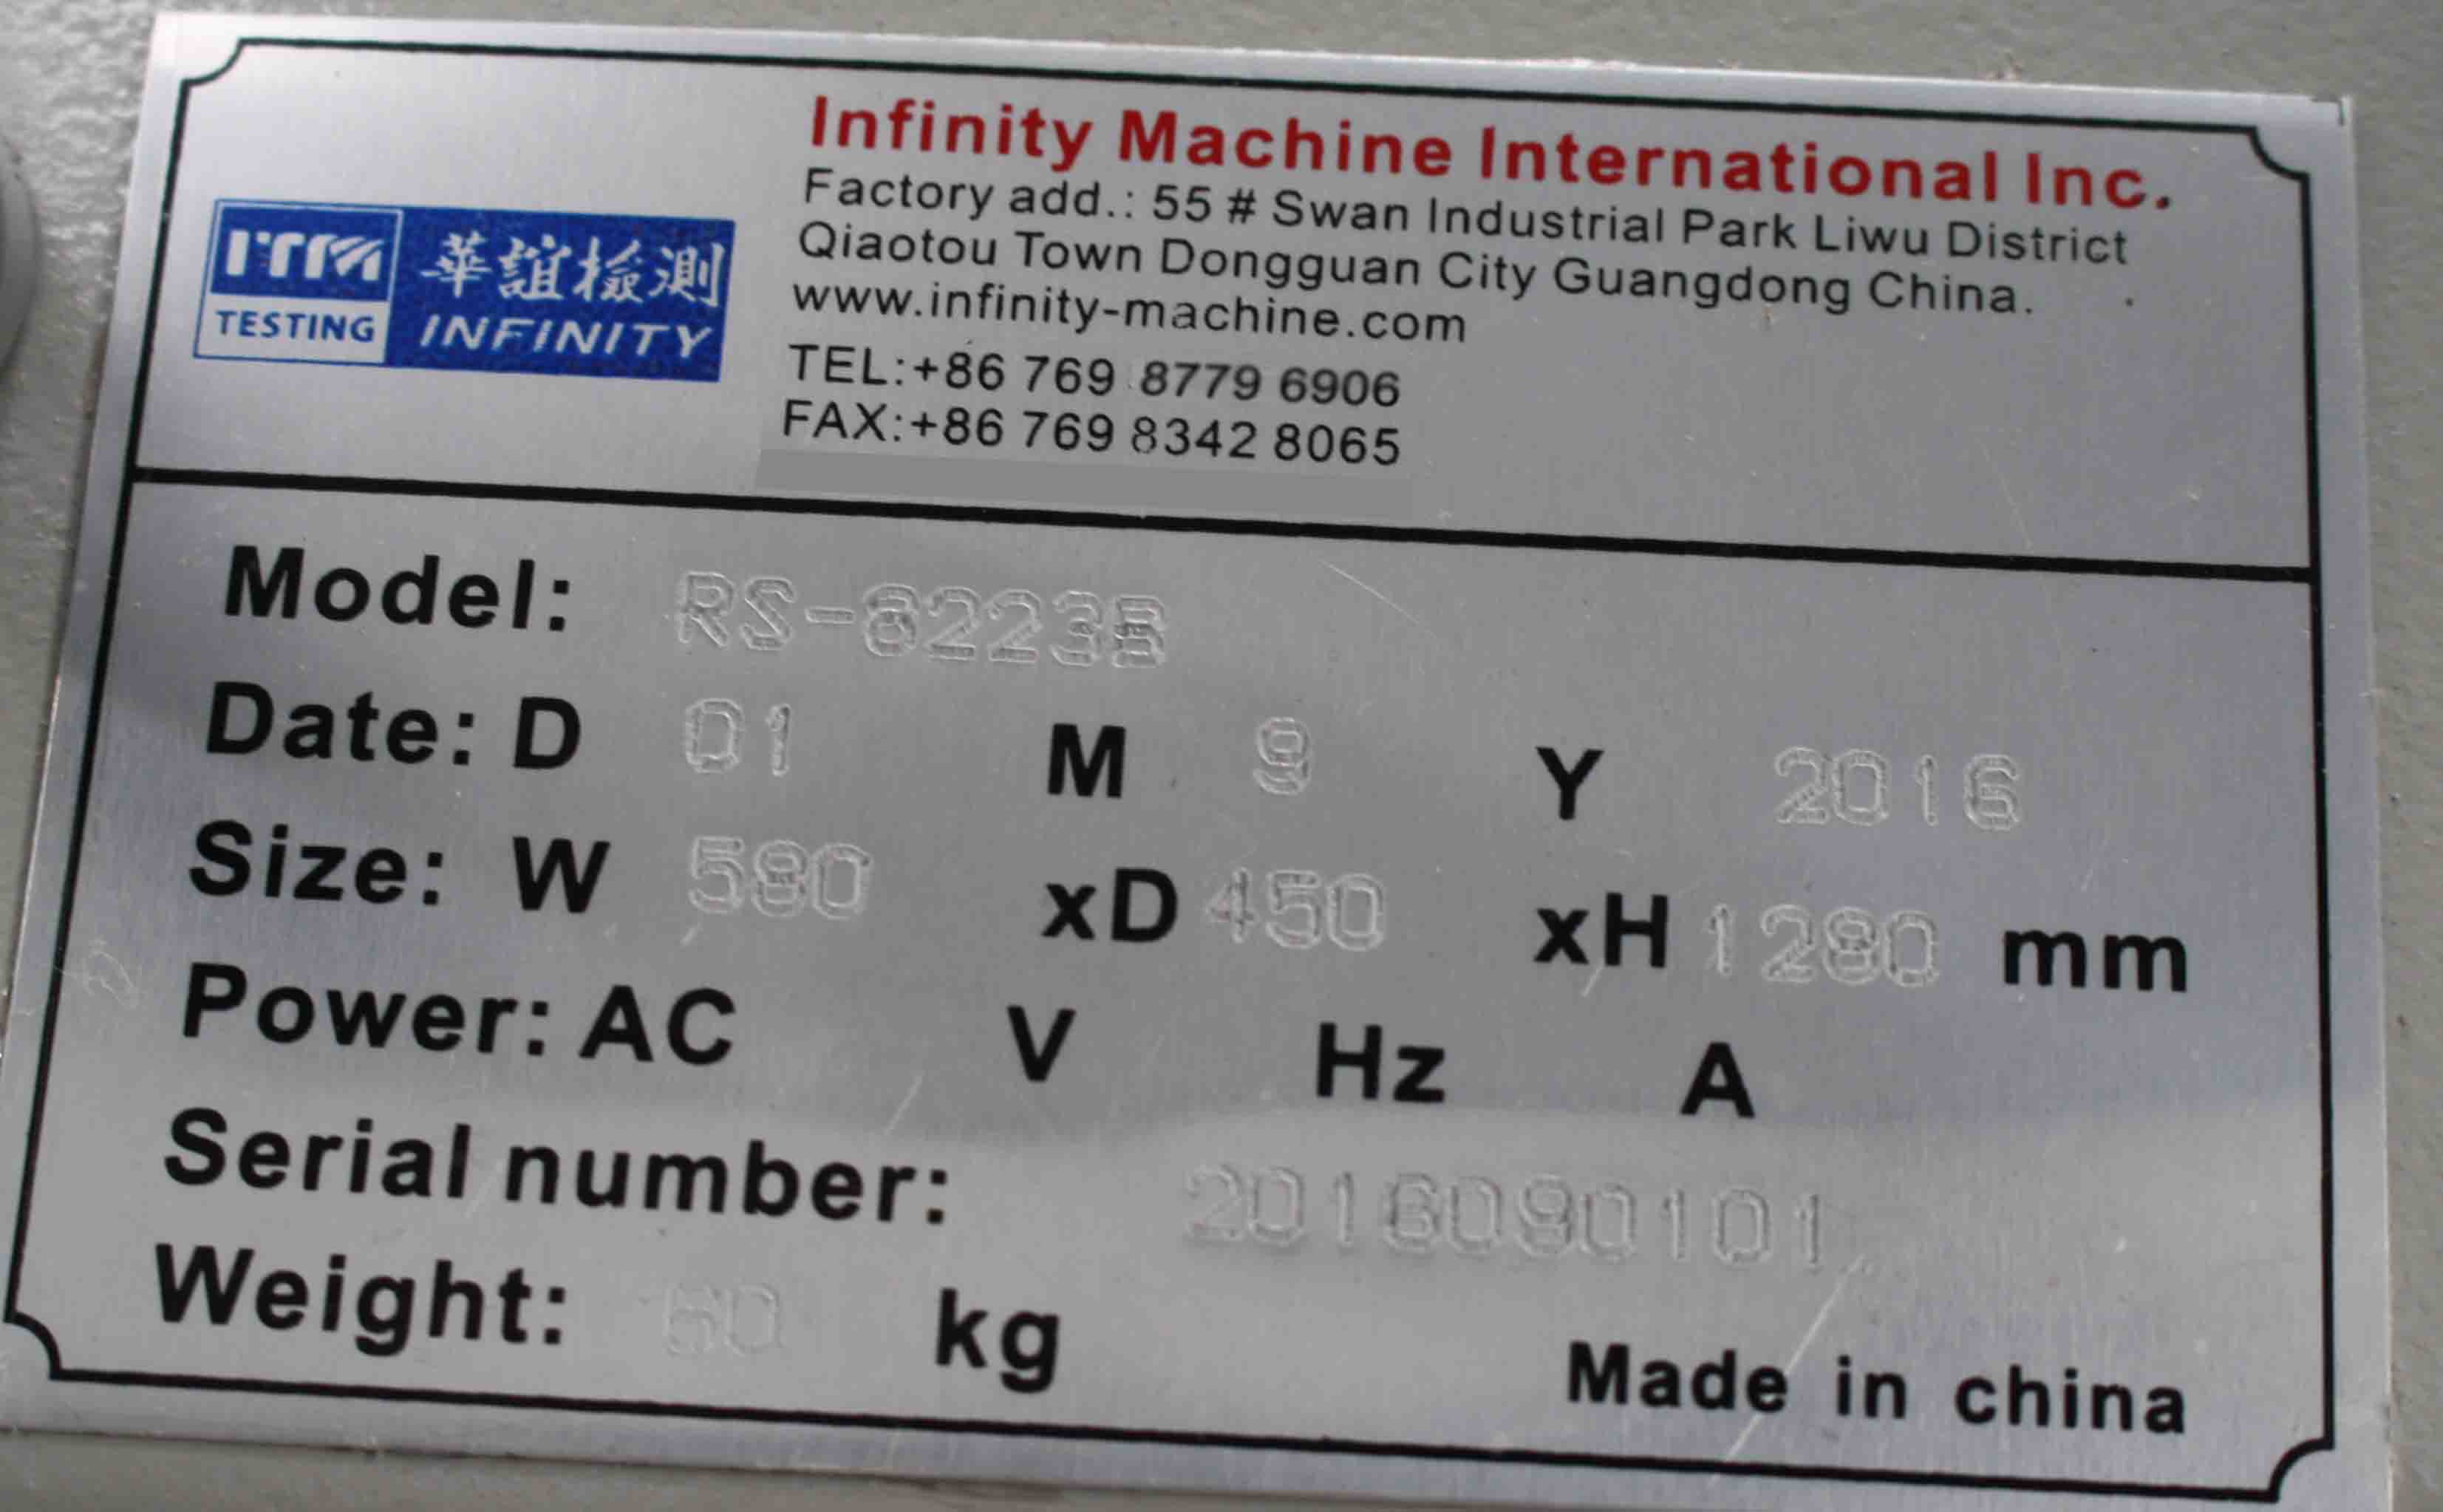 Infinity Machine International Inc.
Factory add.: 55 # Swan Industrial Park Liwu District
Qiaotou Town Dongguan City Guangdong China.
www.infinity-machine.com
TEL:+86 769 8779 6906
FAX:+86 769 8342 8065
ITM 華誼檢測
TESTING INFINITY
Model: RS-8223B
Date: D 01 M 9 Y 2016
Size: W 580 xD 450 xH 1280 mm
Power: AC V Hz A
Serial number: 2016090101
Weight: 60 kg
Made in china